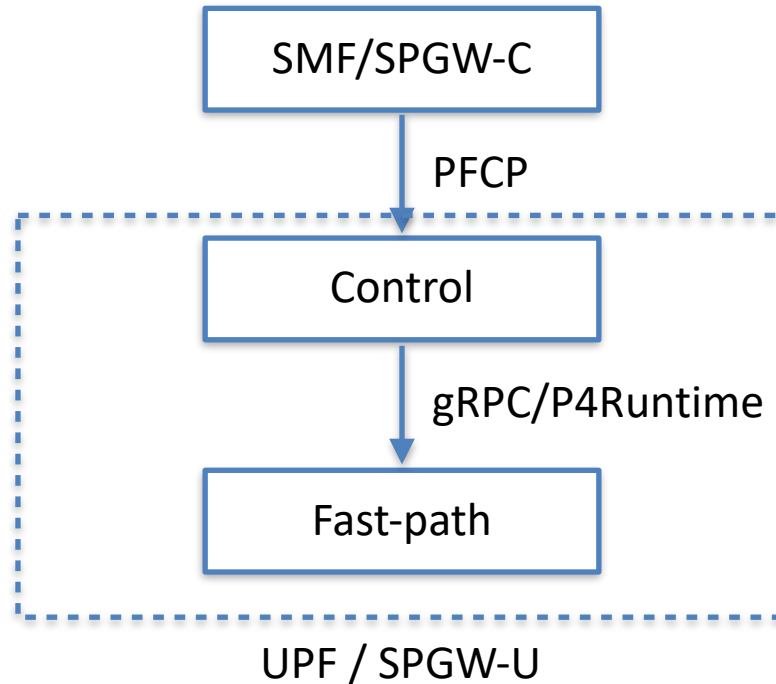 SMF/SPGW-C
PFCP
Control
gRPC/P4Runtime
Fast-path
UPF / SPGW-U